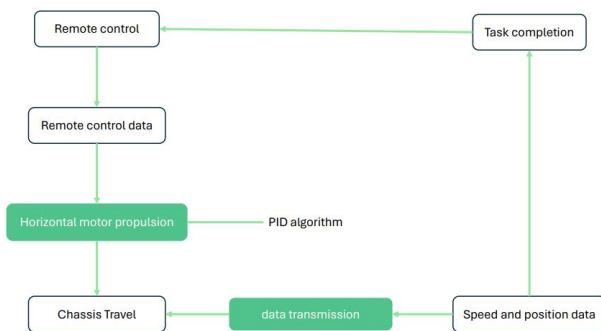 Remote control
Task completion
Remote control data
Horizontal motor propulsion
PID algorithm
Chassis Travel
data transmission
Speed and position data